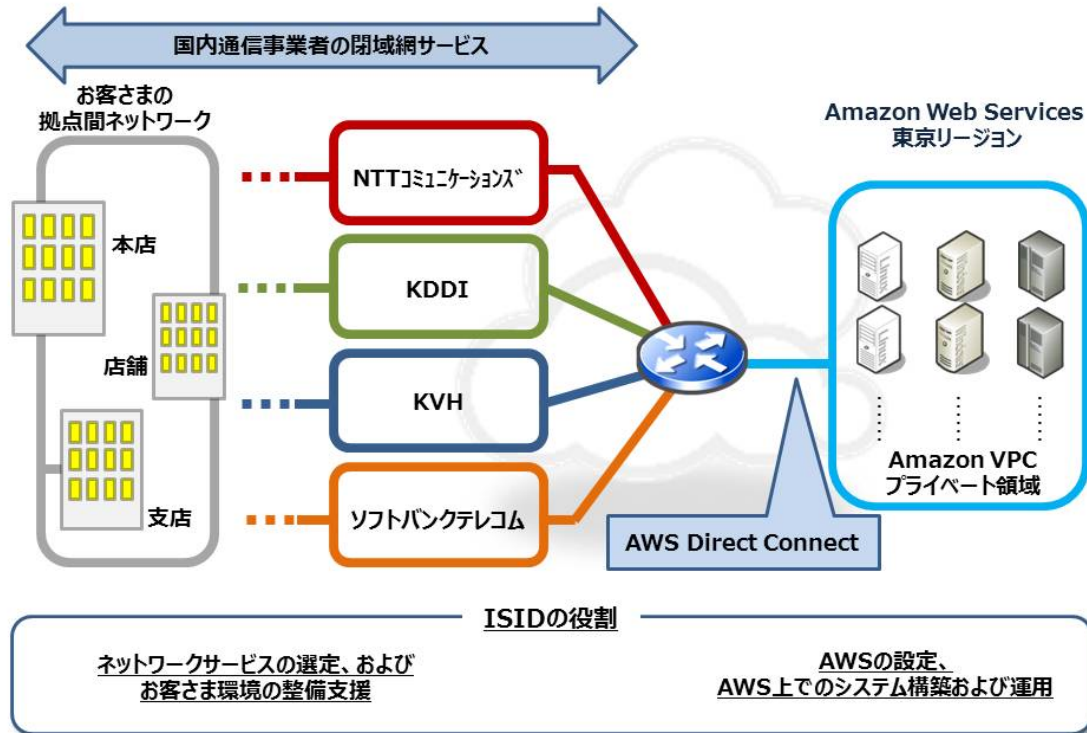 国内通信事業者の閉域網サービス
お客さまの
拠点間ネットワーク
本店
店舗
支店
NTTｺﾐｭﾆｹｰｼｮﾝｽﾞ
KDDI
KVH
ソフトバンクテレコム
Amazon Web Services
東京リージョン
Amazon VPC
プライベート領域
AWS Direct Connect
ISIDの役割
ネットワークサービスの選定、および
お客さま環境の整備支援
AWSの設定、
AWS上でのシステム構築および運用